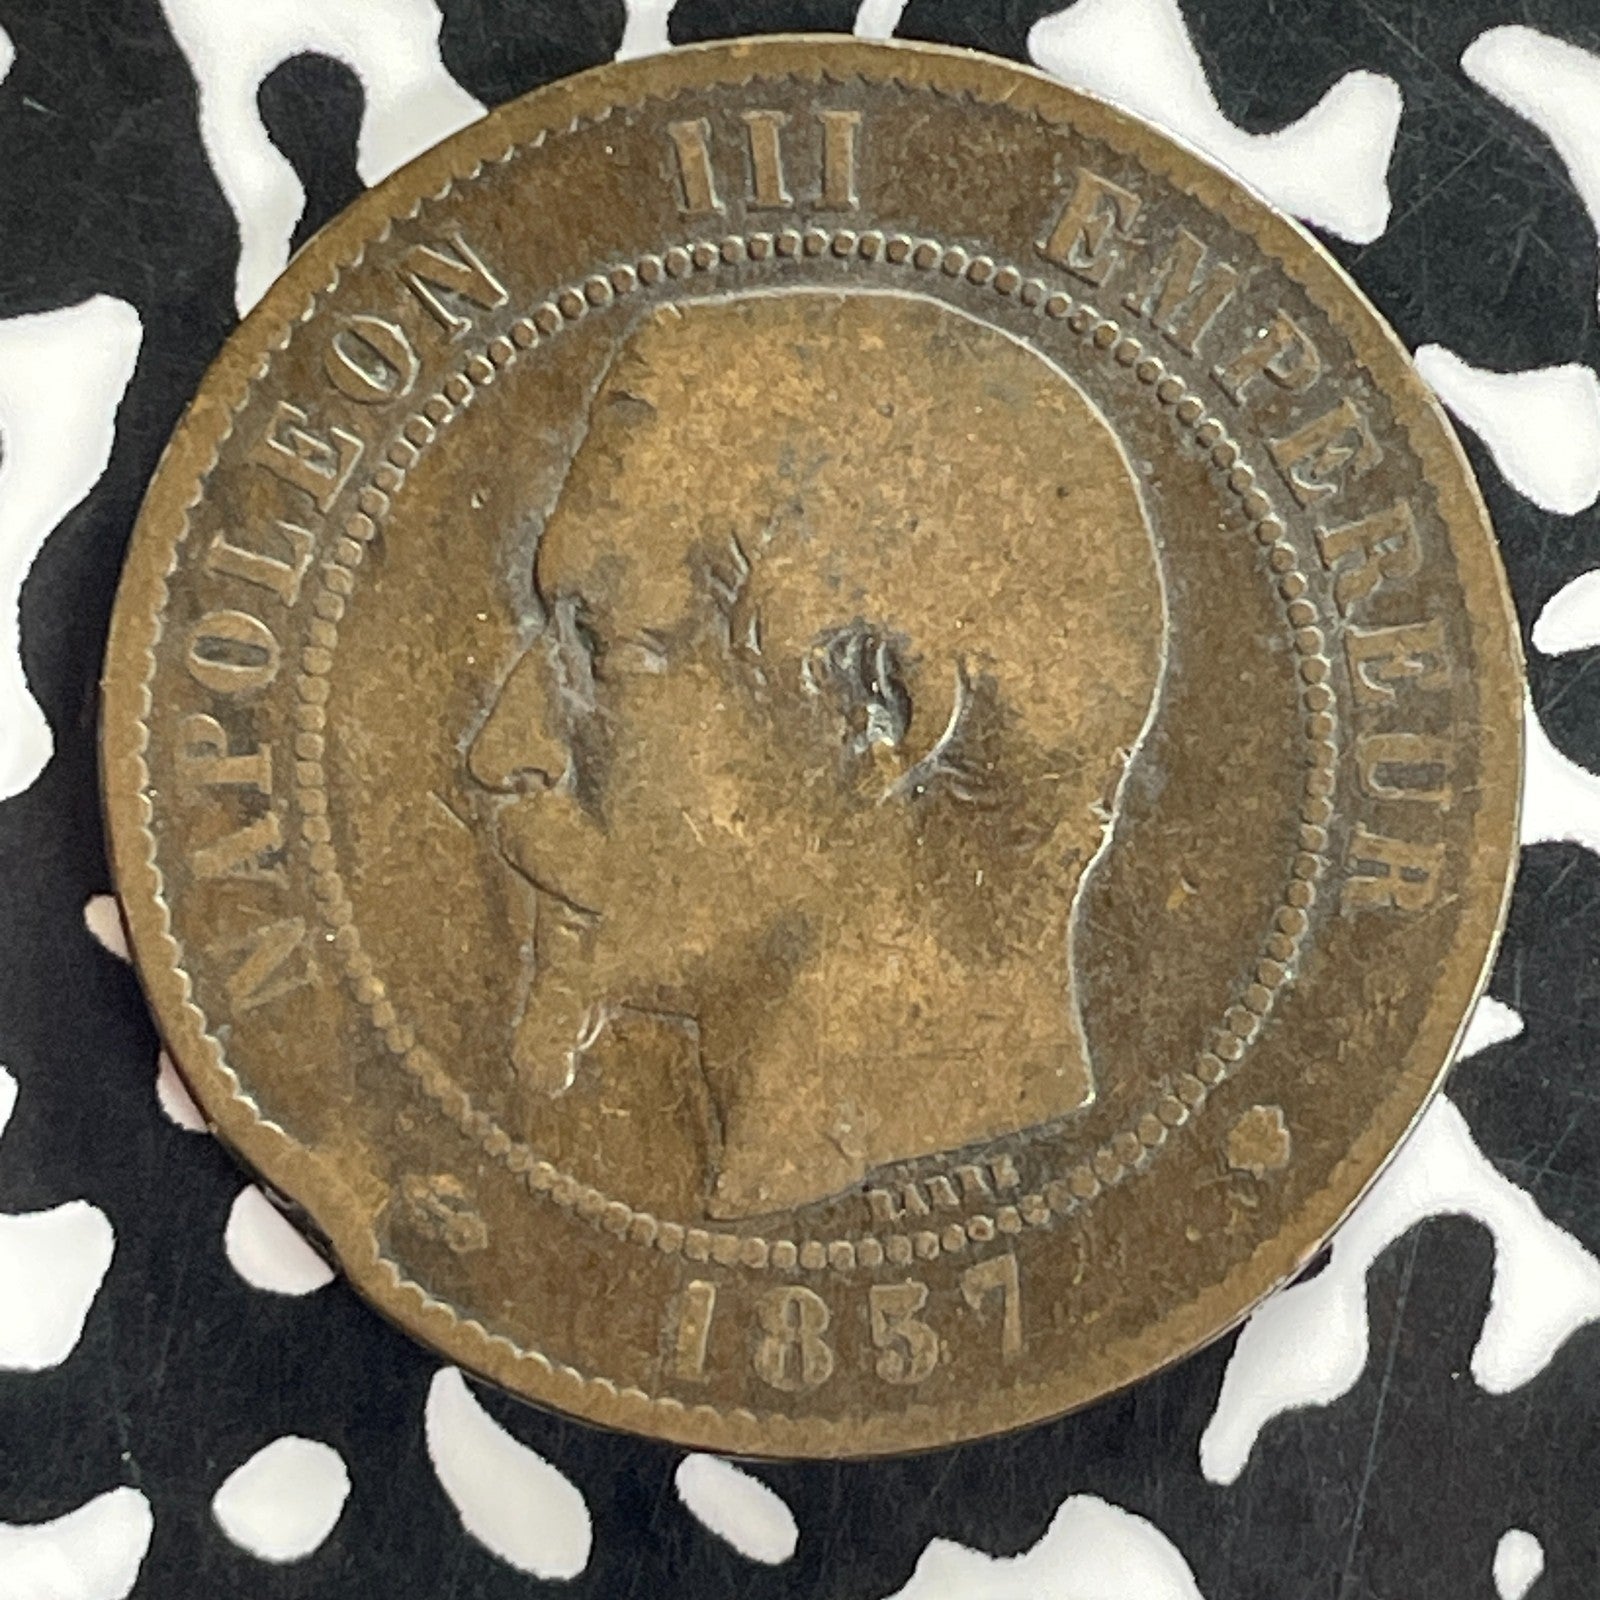 NAPOLEON III EMPEREUR
BARRE
1857